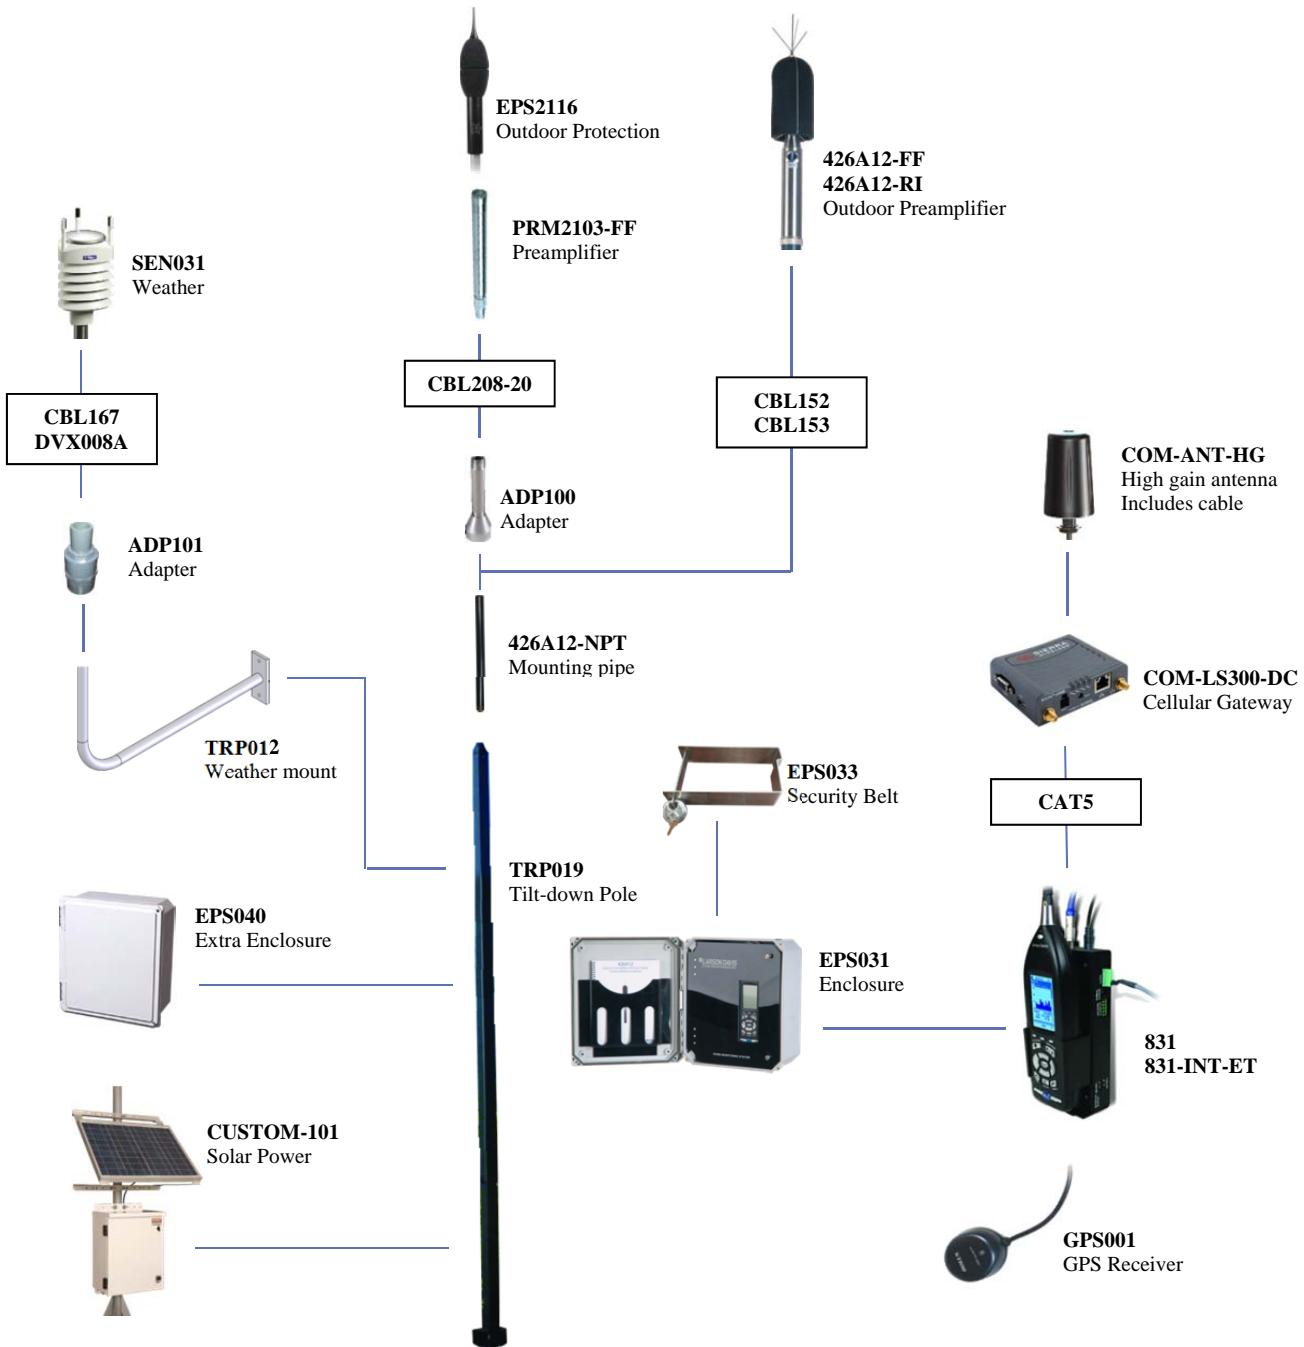 EPS2116
Outdoor Protection
426A12-FF
426A12-RI
Outdoor Preamplifier
PRM2103-FF
Preamplifier
SEN031
Weather
CBL208-20
CBL152
CBL153
CBL167
DVX008A
COM-ANT-HG
High gain antenna
Includes cable
ADP100
Adapter
ADP101
Adapter
426A12-NPT
Mounting pipe
SIERRA
COM-LS300-DC
Cellular Gateway
TRP012
Weather mount
EPS033
Security Belt
CAT5
TRP019
Tilt-down Pole
EPS040
Extra Enclosure
LARSON DAVIS
EPS031
Enclosure
831
831-INT-ET
CUSTOM-101
Solar Power
GPS001
GPS Receiver